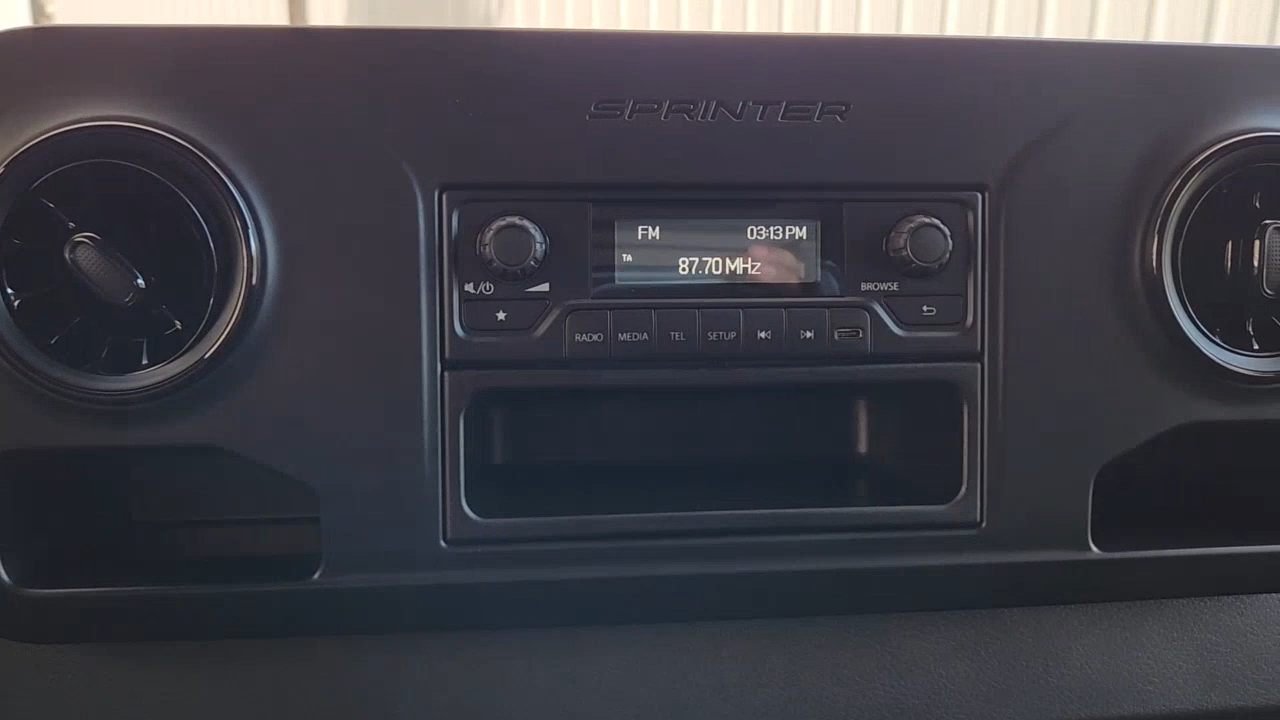 SPRINTER
FM 03:13 PM
TA
87.70 MHz
BROWSE
RADIO MEDIA TEL SETUP